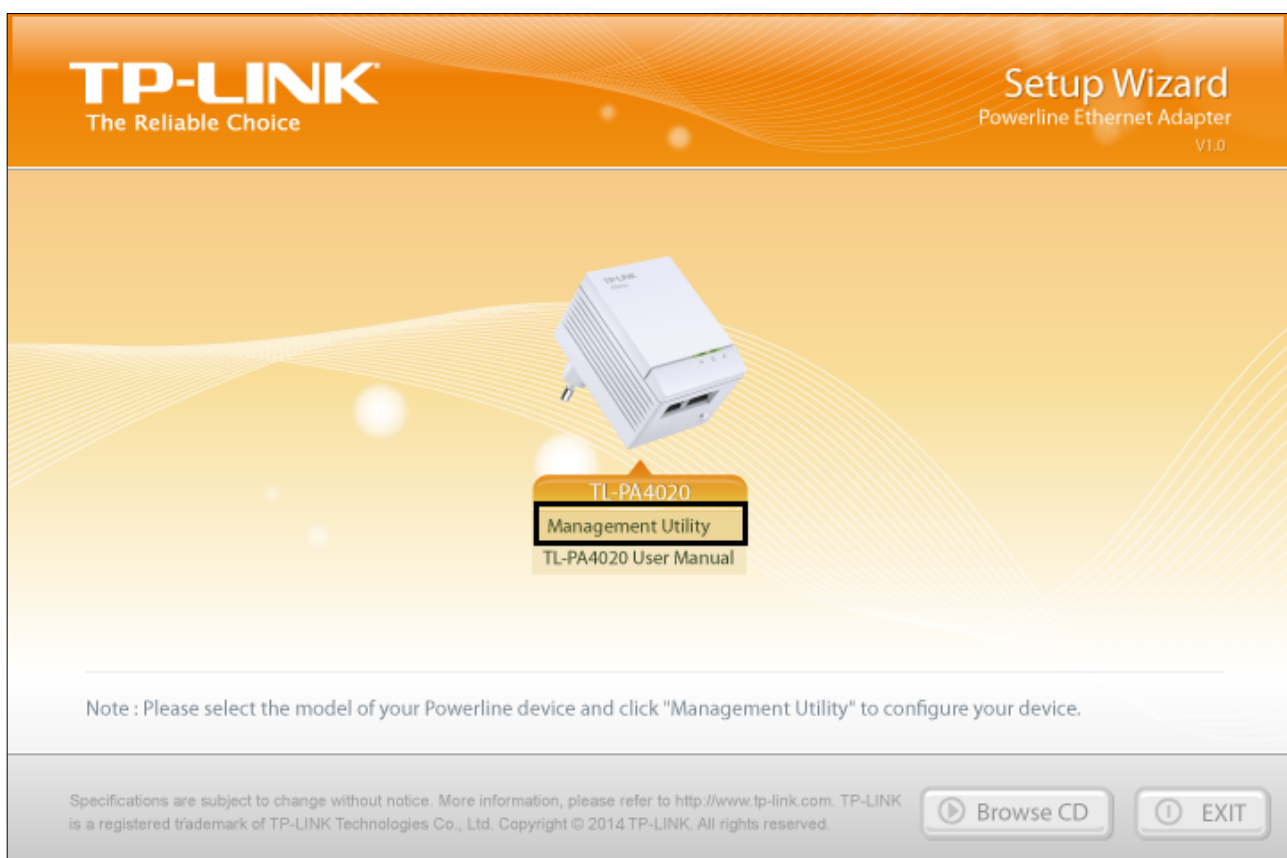 TP-LINK
The Reliable Choice
Setup Wizard
Powerline Ethernet Adapter
V1.0
TP-LINK
TL-PA4020
Management Utility
TL-PA4020 User Manual
Note : Please select the model of your Powerline device and click "Management Utility" to configure your device.
Specifications are subject to change without notice. More information, please refer to http://www.tp-link.com. TP-LINK
is a registered trademark of TP-LINK Technologies Co., Ltd. Copyright © 2014 TP-LINK. All rights reserved.
Browse CD
EXIT